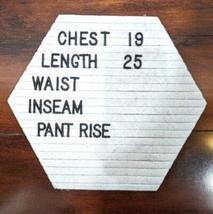 CHEST 19
LENGTH 25
WAIST
INSEAM
PANT RISE